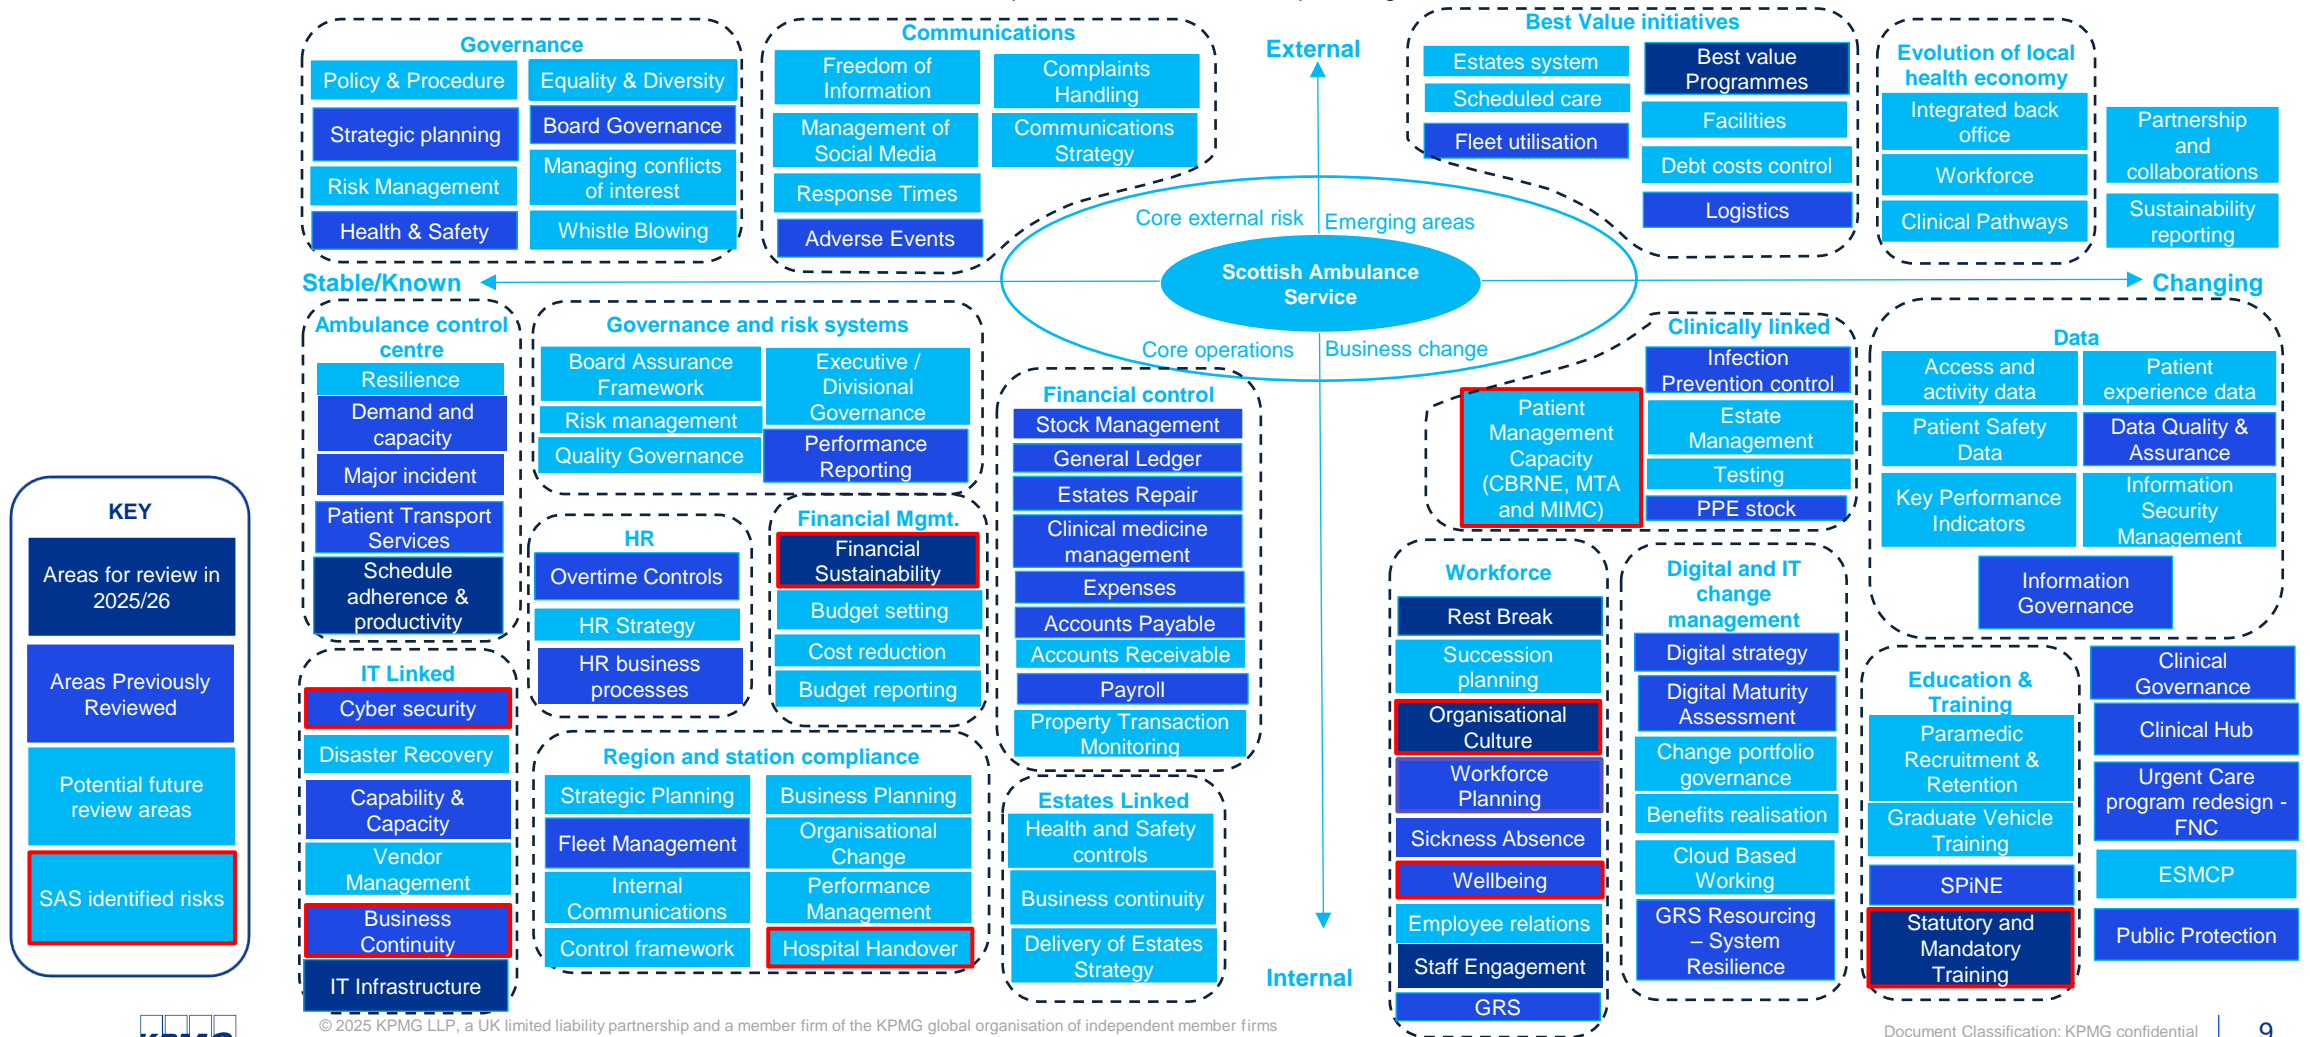 Governance
Policy & Procedure
Equality & Diversity
Strategic planning
Board Governance
Risk Management
Managing conflicts
of interest
Health & Safety
Whistle Blowing
Communications
Freedom of
Information
Complaints
Handling
Management of
Social Media
Communications
Strategy
Response Times
Adverse Events
External
Best Value initiatives
Estates system
Best value
Programmes
Scheduled care
Facilities
Fleet utilisation
Debt costs control
Logistics
Evolution of local
health economy
Integrated back
office
Workforce
Clinical Pathways
Partnership
and
collaborations
Sustainability
reporting
Core external risk
Emerging areas
Scottish Ambulance
Service
Core operations
Business change
Stable/Known
Changing
Ambulance control
centre
Resilience
Demand and
capacity
Major incident
Patient Transport
Services
Schedule
adherence &
productivity
Governance and risk systems
Board Assurance
Framework
Executive /
Divisional
Governance
Risk management
Quality Governance
Performance
Reporting
Financial control
Stock Management
General Ledger
Estates Repair
Clinical medicine
management
Expenses
Accounts Payable
Accounts Receivable
Payroll
Property Transaction
Monitoring
Clinically linked
Infection
Prevention control
Patient
Management
Capacity
(CBRNE, MTA
and MIMC)
Estate
Management
Testing
PPE stock
Data
Access and
activity data
Patient
experience data
Patient Safety
Data
Data Quality &
Assurance
Key Performance
Indicators
Information
Security
Management
Information
Governance
KEY
Areas for review in
2025/26
Areas Previously
Reviewed
Potential future
review areas
SAS identified risks
HR
Overtime Controls
HR Strategy
HR business
processes
Financial Mgmt.
Financial
Sustainability
Budget setting
Cost reduction
Budget reporting
IT Linked
Cyber security
Disaster Recovery
Capability &
Capacity
Vendor
Management
Business
Continuity
IT Infrastructure
Region and station compliance
Strategic Planning
Business Planning
Fleet Management
Organisational
Change
Internal
Communications
Performance
Management
Control framework
Hospital Handover
Estates Linked
Health and Safety
controls
Business continuity
Delivery of Estates
Strategy
Internal
Workforce
Rest Break
Succession
planning
Organisational
Culture
Workforce
Planning
Sickness Absence
Wellbeing
Employee relations
Staff Engagement
GRS
Digital and IT
change
management
Digital strategy
Digital Maturity
Assessment
Change portfolio
governance
Benefits realisation
Cloud Based
Working
GRS Resourcing
– System
Resilience
Education &
Training
Paramedic
Recruitment &
Retention
Graduate Vehicle
Training
SPiNE
Statutory and
Mandatory
Training
Clinical
Governance
Clinical Hub
Urgent Care
program redesign -
FNC
ESMCP
Public Protection
KPMG
© 2025 KPMG LLP, a UK limited liability partnership and a member firm of the KPMG global organisation of independent member firms
Document Classification: KPMG confidential
9